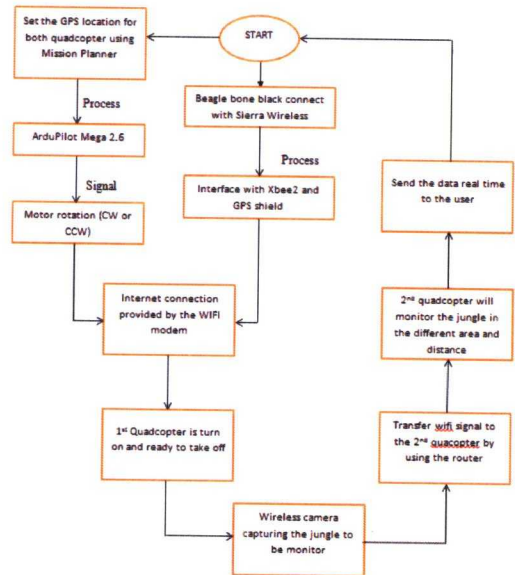 START
Set the GPS location for
both quadcopter using
Mission Planner
Process
ArduPilot Mega 2.6
Signal
Motor rotation (CW or
CCW)
Beagle bone black connect
with Sierra Wireless
Process
Interface with Xbee2 and
GPS shield
Internet connection
provided by the WIFI
modem
1st Quadcopter is turn
on and ready to take off
Wireless camera
capturing the jungle to
be monitor
Transfer wifi signal to
the 2nd quacopter by
using the router
2nd quadcopter will
monitor the jungle in
the different area and
distance
Send the data real time
to the user